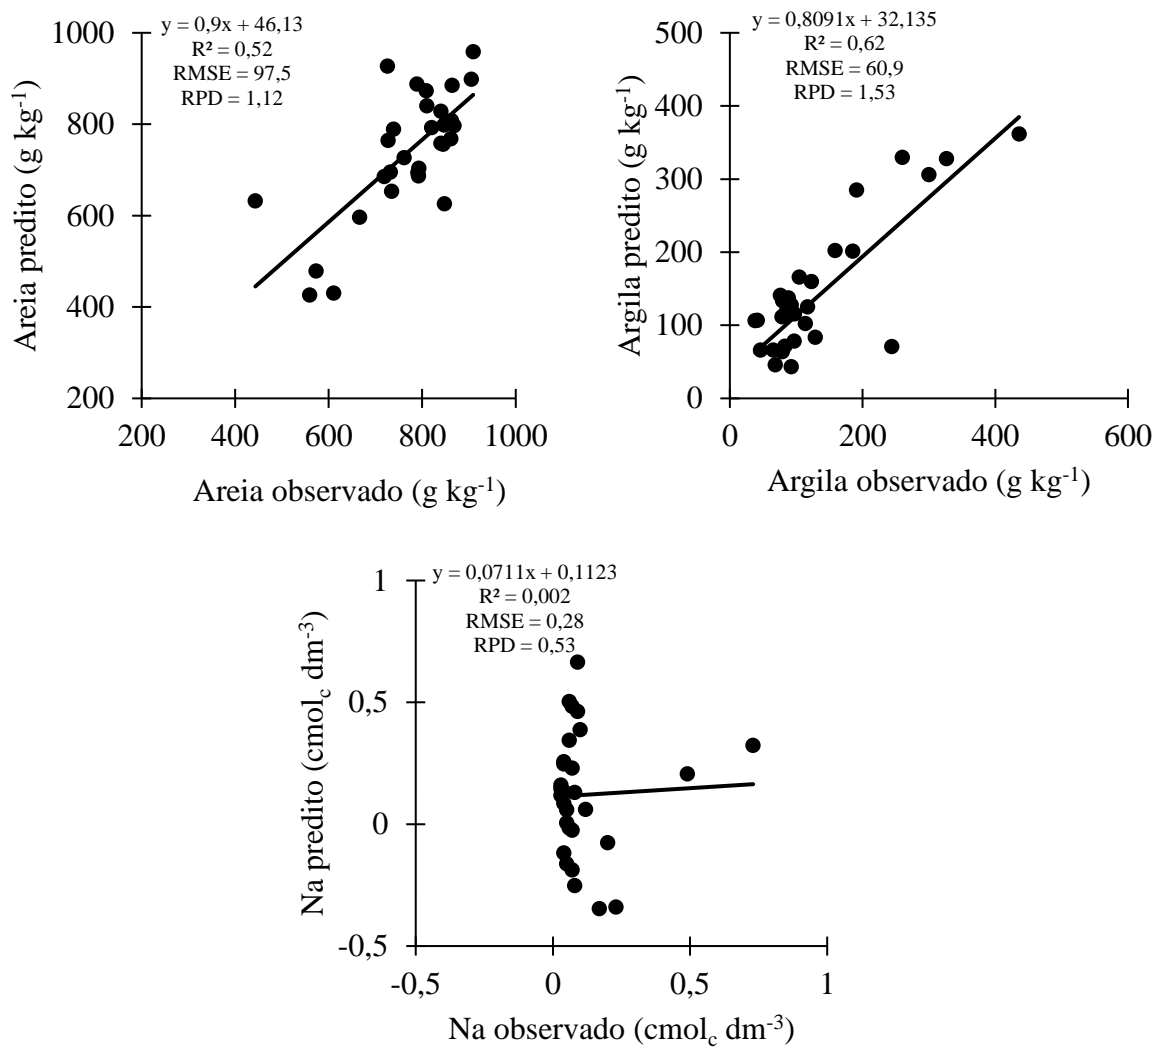 y = 0,9x + 46,13
R² = 0,52
RMSE = 97,5
RPD = 1,12
1000
800
600
400
200
200 400 600 800 1000
Areia predito (g kg⁻¹)
Areia observado (g kg⁻¹)
y = 0,8091x + 32,135
R² = 0,62
RMSE = 60,9
RPD = 1,53
500
400
300
200
100
0
0 200 400 600
Argila predito (g kg⁻¹)
Argila observado (g kg⁻¹)
y = 0,0711x + 0,1123
R² = 0,002
RMSE = 0,28
RPD = 0,53
1
0,5
0
-0,5
-0,5 0 0,5 1
Na predito (cmol_c dm⁻³)
Na observado (cmol_c dm⁻³)